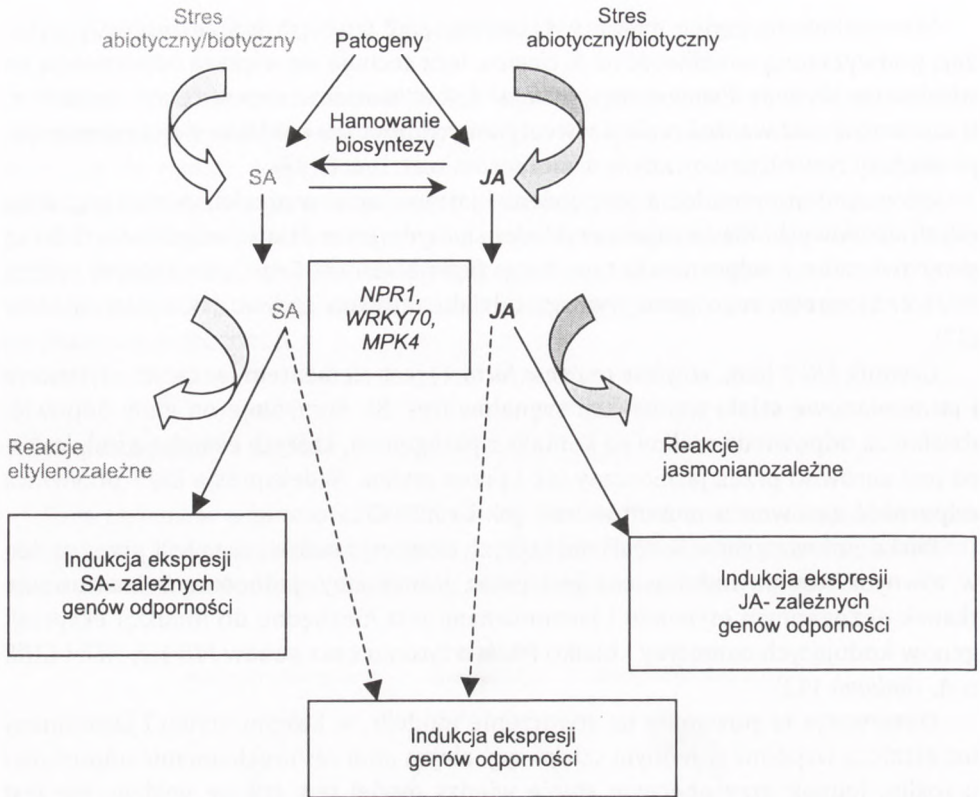 Stres
abiotyczny/biotyczny
Patogeny
Stres
abiotyczny/biotyczny
Hamowanie
biosyntezy
SA
JA
SA
NPR1,
WRKY70,
MPK4
JA
Reakcje
eltylenozależne
Reakcje
jasmonianozależne
Indukcja ekspresji
SA- zależnych
genów odporności
Indukcja ekspresji
JA- zależnych
genów odporności
Indukcja ekspresji
genów odporności